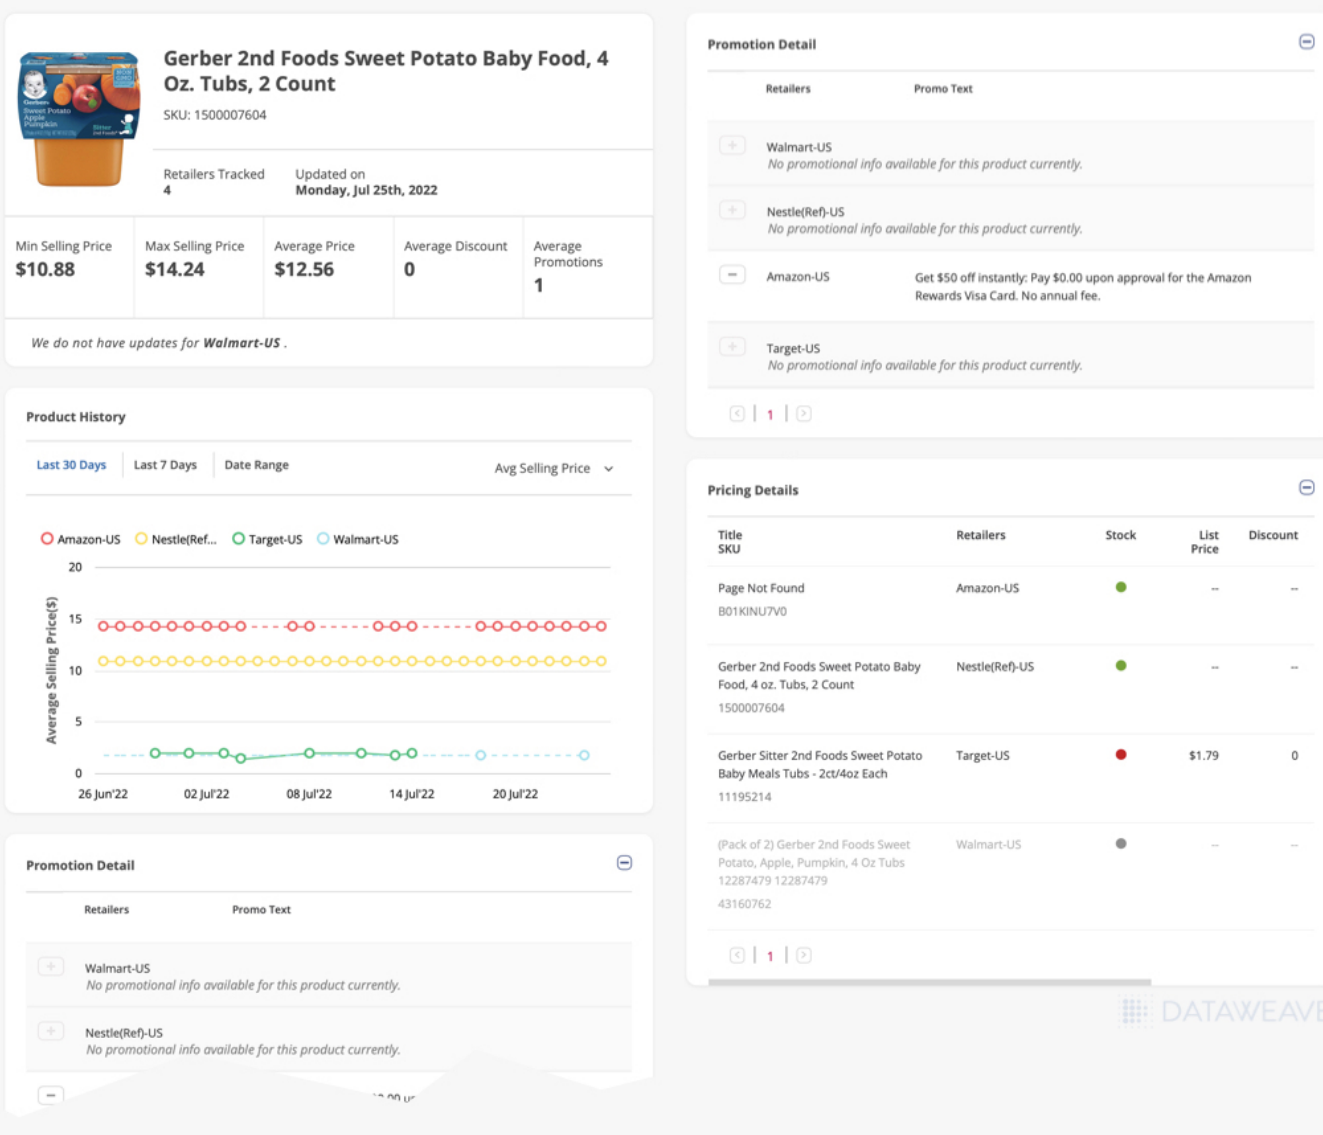 Gerber 2nd Foods Sweet Potato Baby Food, 4
Oz. Tubs, 2 Count
SKU: 1500007604
Retailers Tracked
4
Updated on
Monday, Jul 25th, 2022
Gerber
Sweet Potato
Apple
Pumpkin
Sitter
2nd Foods
NON
GMO
Min Selling Price
$10.88
Max Selling Price
$14.24
Average Price
$12.56
Average Discount
0
Average
Promotions
1
We do not have updates for Walmart-US .
Product History
Last 30 Days
Last 7 Days
Date Range
Avg Selling Price
Amazon-US
Nestle(Ref...
Target-US
Walmart-US
Average Selling Price($)
20
15
10
5
0
26 Jun'22
02 Jul'22
08 Jul'22
14 Jul'22
20 Jul'22
Promotion Detail
Retailers Promo Text
Walmart-US
No promotional info available for this product currently.
Nestle(Ref)-US
No promotional info available for this product currently.
Promotion Detail
Retailers Promo Text
Walmart-US
No promotional info available for this product currently.
Nestle(Ref)-US
No promotional info available for this product currently.
Amazon-US Get $50 off instantly: Pay $0.00 upon approval for the Amazon
Rewards Visa Card. No annual fee.
Target-US
No promotional info available for this product currently.
1
Pricing Details
Title Retailers Stock List Discount
SKU Price
Page Not Found Amazon-US -- --
B01KINU7V0
Gerber 2nd Foods Sweet Potato Baby Nestle(Ref)-US -- --
Food, 4 oz. Tubs, 2 Count
1500007604
Gerber Sitter 2nd Foods Sweet Potato Target-US $1.79 0
Baby Meals Tubs - 2ct/4oz Each
11195214
(Pack of 2) Gerber 2nd Foods Sweet Walmart-US -- --
Potato, Apple, Pumpkin, 4 Oz Tubs
12287479 12287479
43160762
1
DATAWEAVE